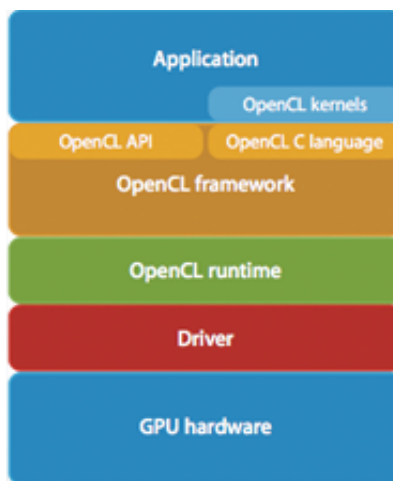 Application
OpenCL kernels
OpenCL API
OpenCL C language
OpenCL framework
OpenCL runtime
Driver
GPU hardware